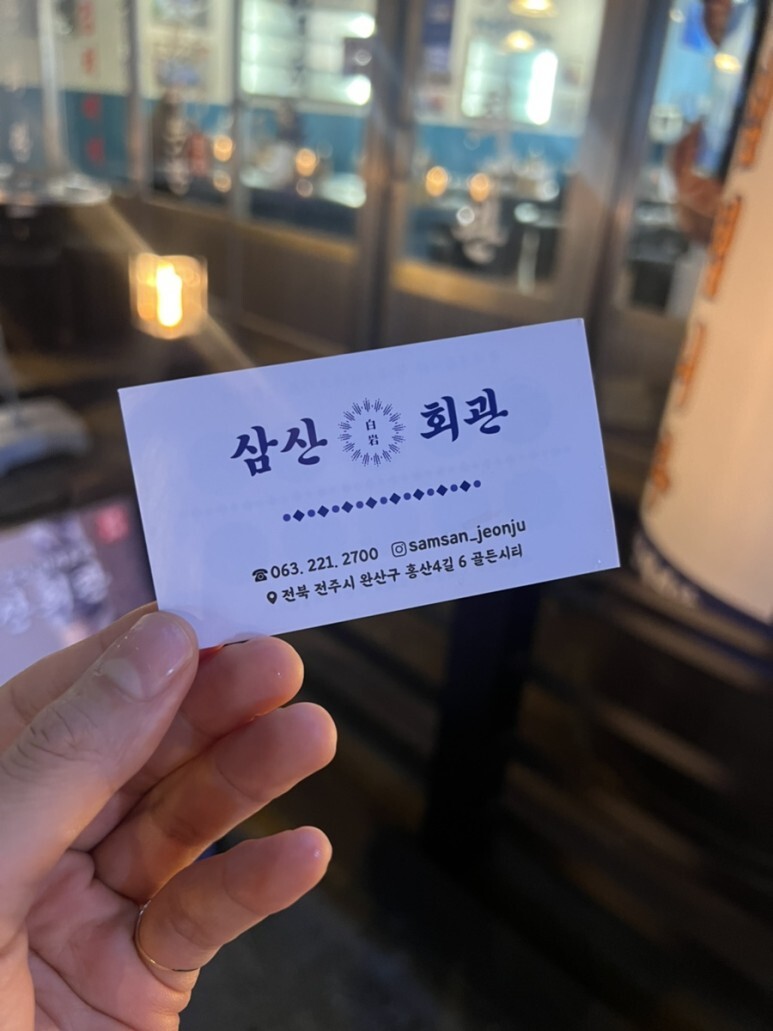 삼산 白岩 회관
063. 221. 2700 samsan_jeonju
전북 전주시 완산구 홍산4길 6 골든시티